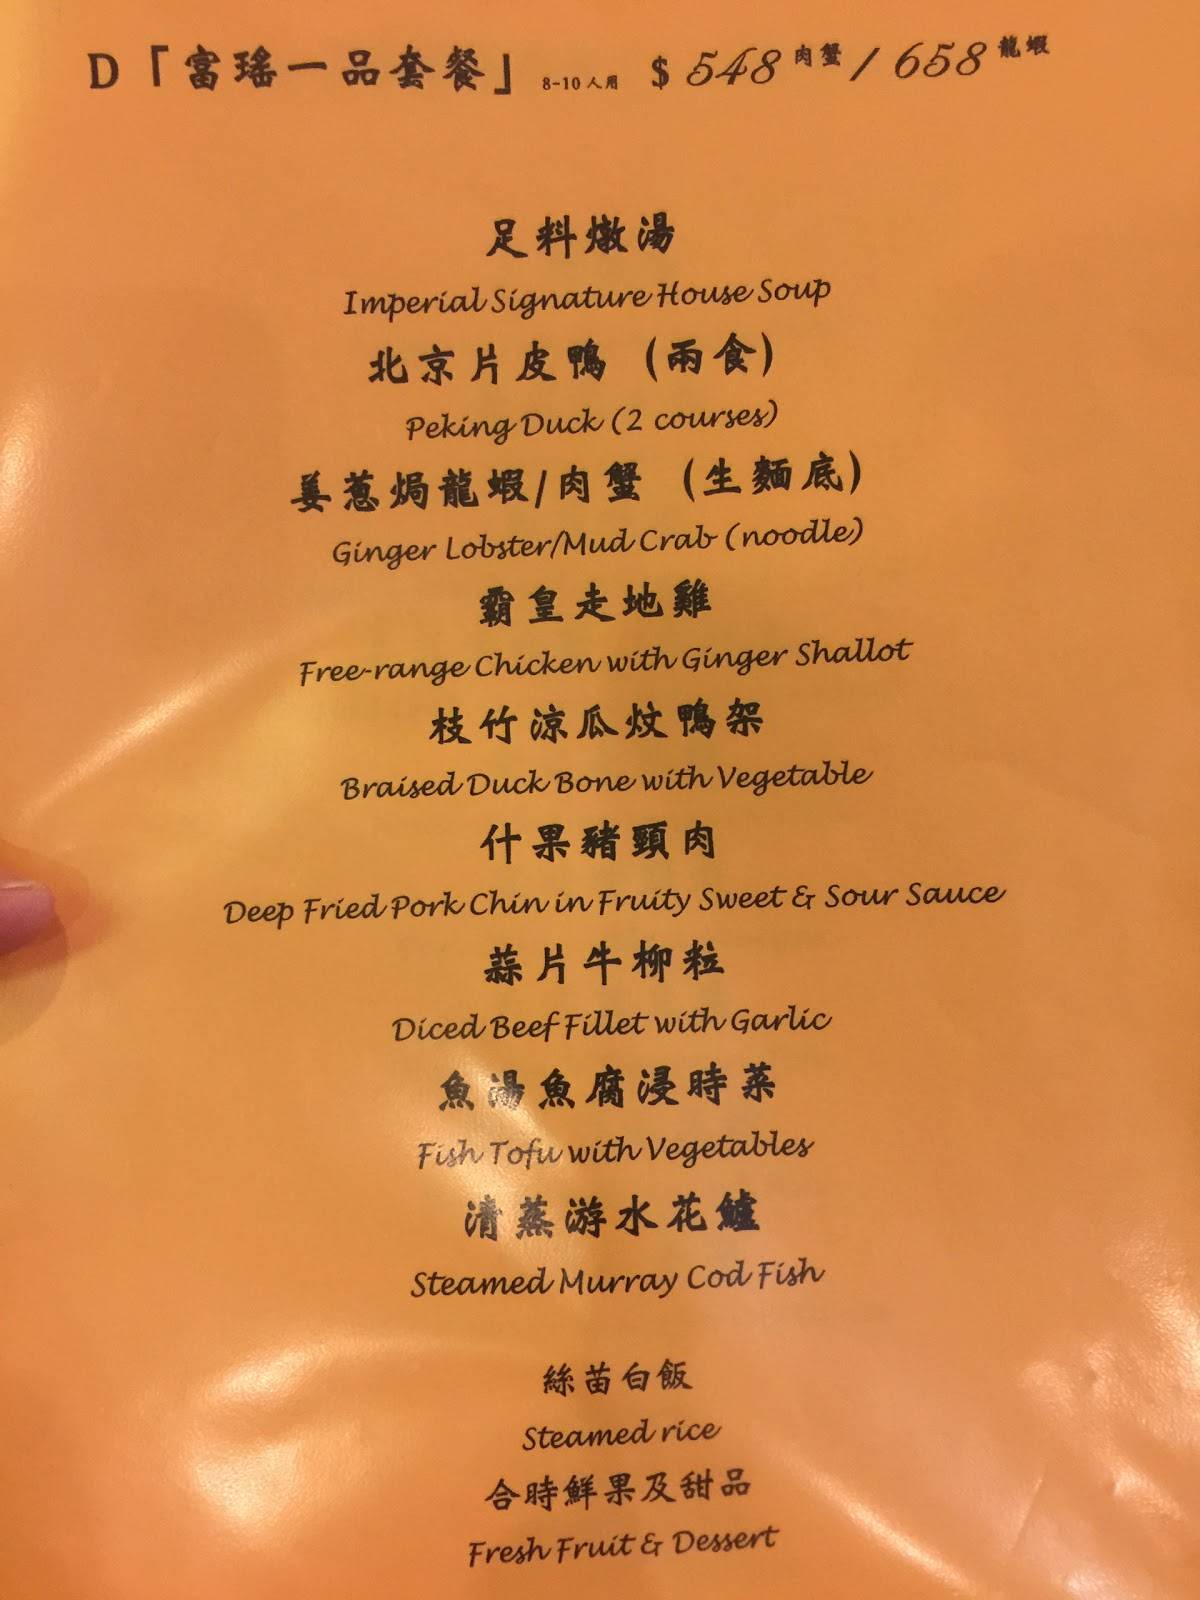 D「富瑤一品套餐」 8-10人用 $548肉蟹/658龍蝦
足料燉湯
Imperial Signature House Soup
北京片皮鴨 (兩食)
Peking Duck (2 courses)
姜蔥焗龍蝦/肉蟹 (生麵底)
Ginger Lobster/Mud Crab (noodle)
霸皇走地雞
Free-range Chicken with Ginger Shallot
枝竹涼瓜炆鴨架
Braised Duck Bone with Vegetable
什果豬頸肉
Deep Fried Pork Chin in Fruity Sweet & Sour Sauce
蒜片牛柳粒
Diced Beef Fillet with Garlic
魚湯魚腐浸時菜
Fish Tofu with Vegetables
清蒸游水花鱸
Steamed Murray Cod Fish
絲苗白飯
Steamed rice
合時鮮果及甜品
Fresh Fruit & Dessert